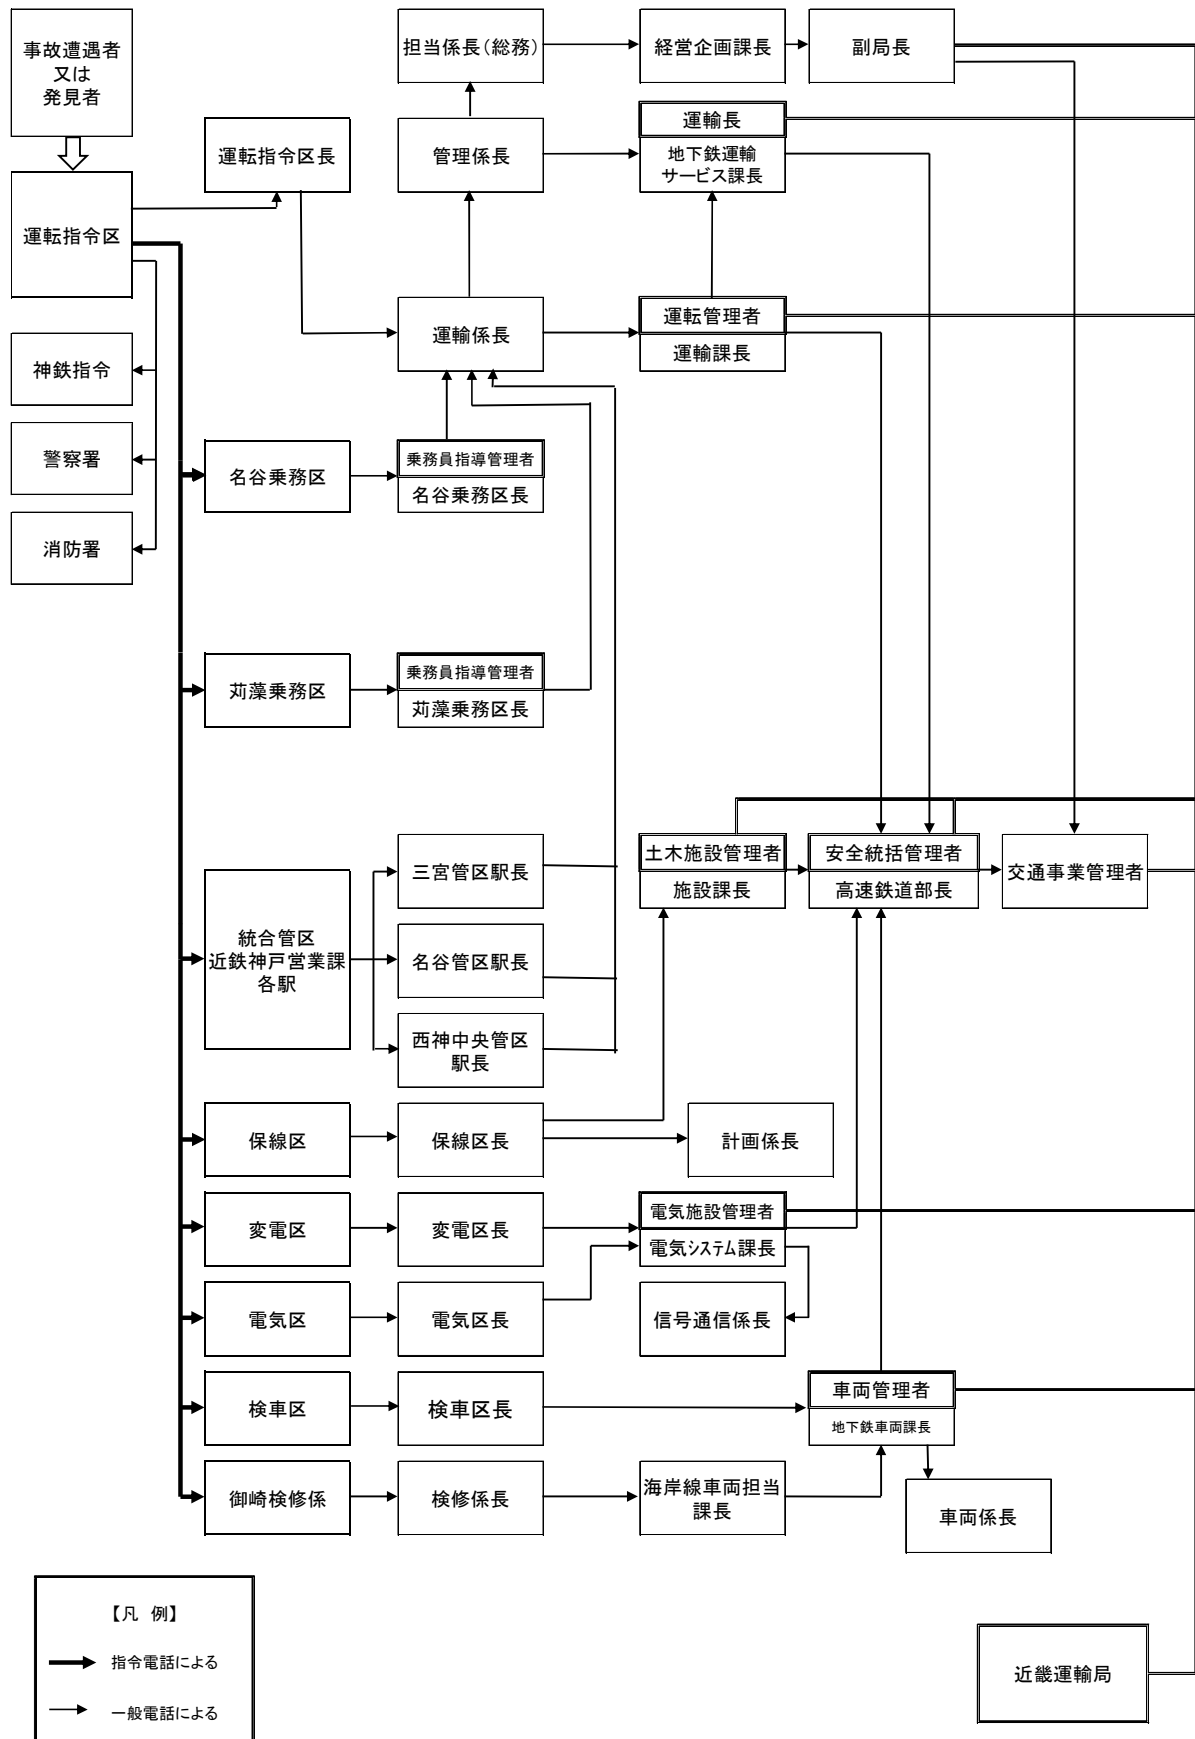 事故遭遇者
又は
発見者
担当係長(総務)
経営企画課長
副局長
運転指令区長
管理係長
運輸長
地下鉄運輸
サービス課長
運転指令区
運輸係長
運転管理者
運輸課長
神鉄指令
警察署
消防署
名谷乗務区
乗務員指導管理者
名谷乗務区長
苅藻乗務区
乗務員指導管理者
苅藻乗務区長
統合管区
近鉄神戸営業課
各駅
三宮管区駅長
名谷管区駅長
西神中央管区
駅長
土木施設管理者
施設課長
安全統括管理者
高速鉄道部長
交通事業管理者
保線区
保線区長
計画係長
変電区
変電区長
電気施設管理者
電気システム課長
電気区
電気区長
信号通信係長
検車区
検車区長
車両管理者
地下鉄車両課長
御崎検修係
検修係長
海岸線車両担当
課長
車両係長
【凡 例】
指令電話による
一般電話による
近畿運輸局